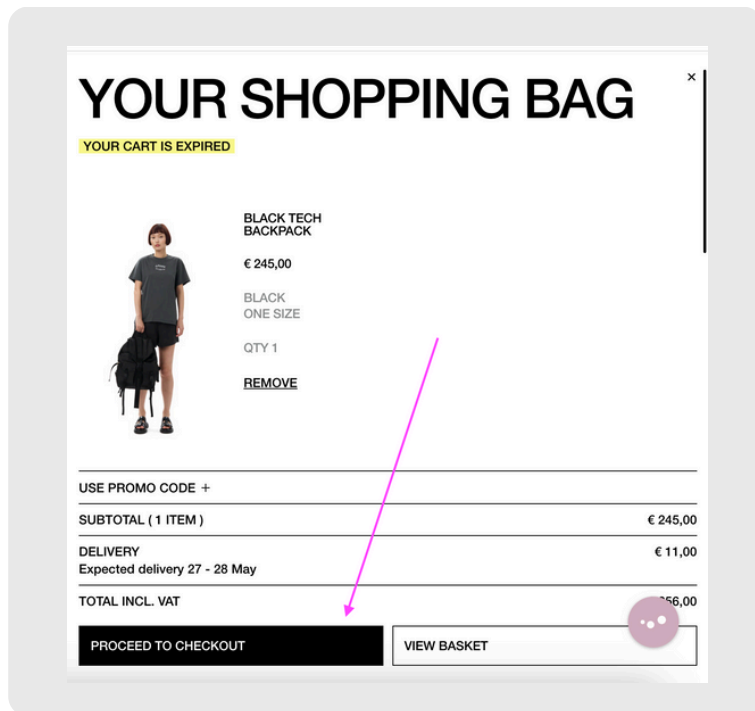 YOUR SHOPPING BAG
×
YOUR CART IS EXPIRED
BLACK TECH
BACKPACK
€ 245,00
BLACK
ONE SIZE
QTY 1
REMOVE
USE PROMO CODE +
SUBTOTAL ( 1 ITEM ) € 245,00
DELIVERY € 11,00
Expected delivery 27 - 28 May
TOTAL INCL. VAT 56,00
PROCEED TO CHECKOUT VIEW BASKET